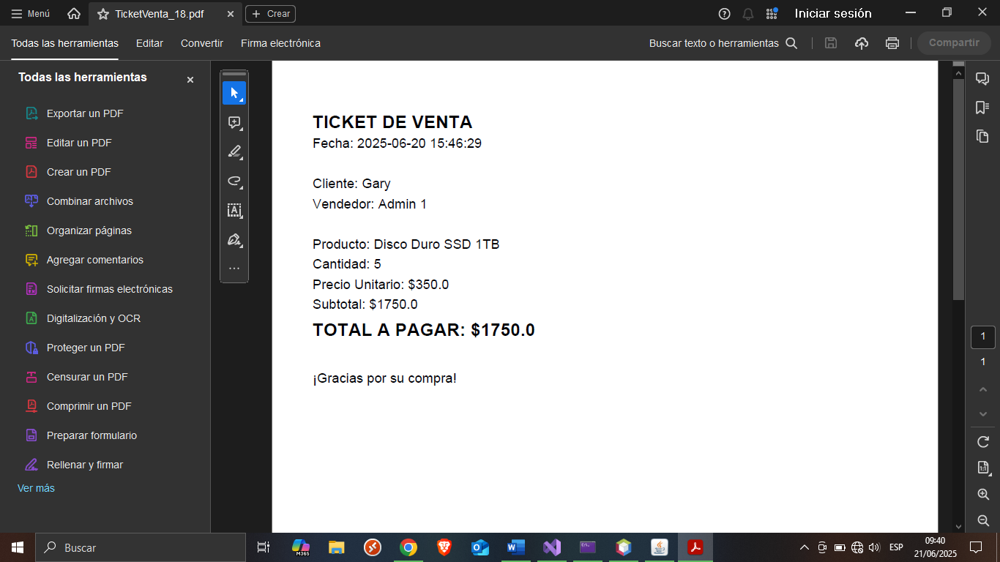 Menú
TicketVenta_18.pdf
Crear
Iniciar sesión
Todas las herramientas
Editar
Convertir
Firma electrónica
Buscar texto o herramientas
Compartir
Todas las herramientas
Exportar un PDF
Editar un PDF
Crear un PDF
Combinar archivos
Organizar páginas
Agregar comentarios
Solicitar firmas electrónicas
Digitalización y OCR
Proteger un PDF
Censurar un PDF
Comprimir un PDF
Preparar formulario
Rellenar y firmar
Ver más
TICKET DE VENTA
Fecha: 2025-06-20 15:46:29
Cliente: Gary
Vendedor: Admin 1
Producto: Disco Duro SSD 1TB
Cantidad: 5
Precio Unitario: $350.0
Subtotal: $1750.0
TOTAL A PAGAR: $1750.0
¡Gracias por su compra!
1
1
1:1
Buscar
M365
ESP
09:40
21/06/2025